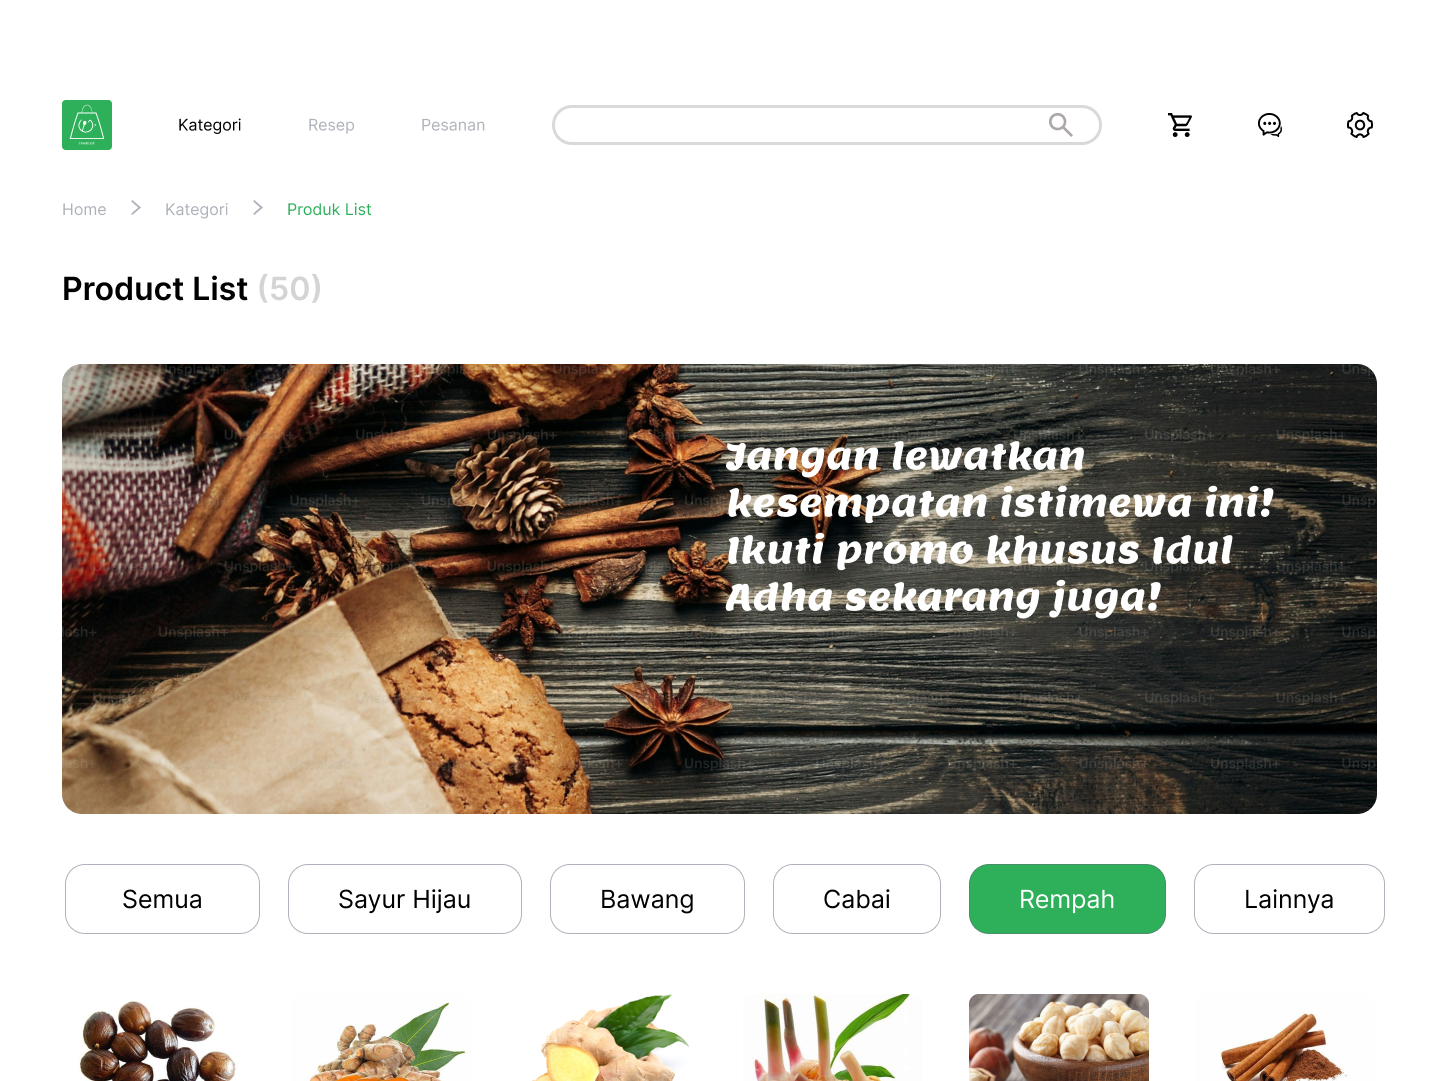 Kategori
Resep
Pesanan
Home > Kategori > Produk List
Product List (50)
Jangan lewatkan
kesempatan istimewa ini!
Ikuti promo khusus Idul
Adha sekarang juga!
Unsplash+
Semua
Sayur Hijau
Bawang
Cabai
Rempah
Lainnya